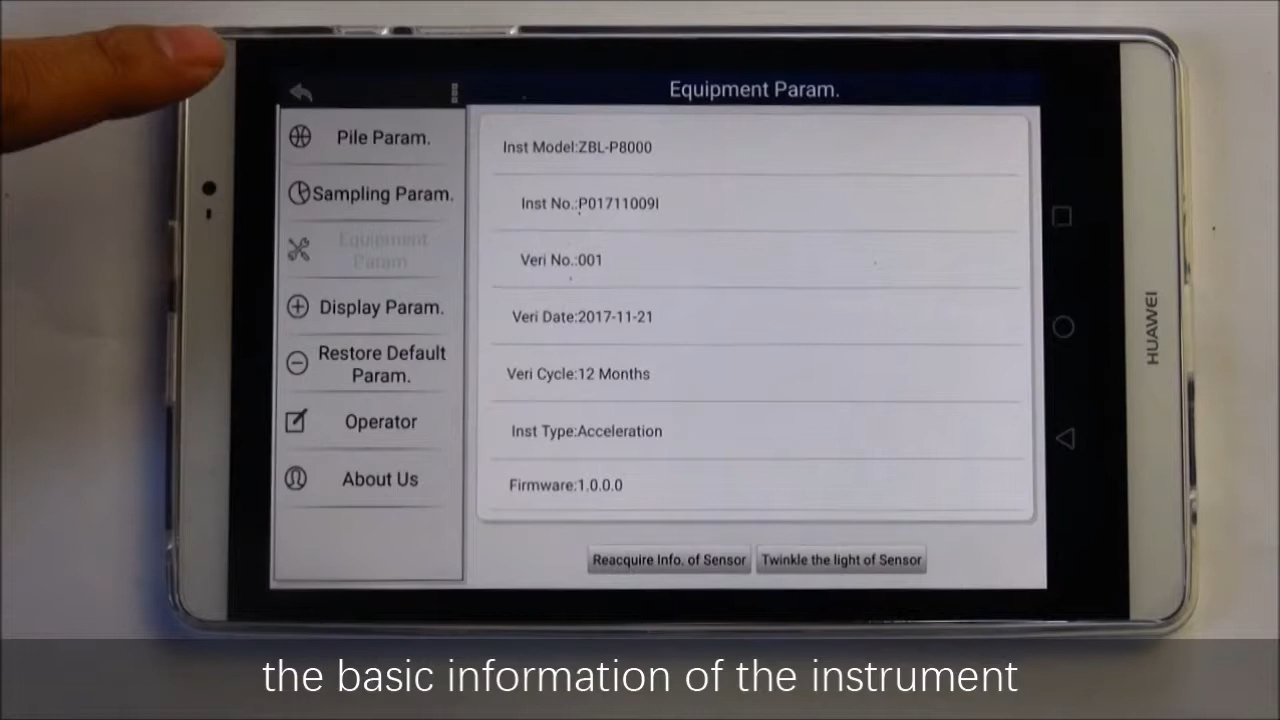 Equipment Param.
Pile Param.
Sampling Param.
Equipment
Param
Display Param.
Restore Default
Param.
Operator
About Us
Inst Model:ZBL-P8000
Inst No.:P01711009I
Veri No.:001
Veri Date:2017-11-21
Veri Cycle:12 Months
Inst Type:Acceleration
Firmware:1.0.0.0
Reacquire Info. of Sensor
Twinkle the light of Sensor
HUAWEI
the basic information of the instrument